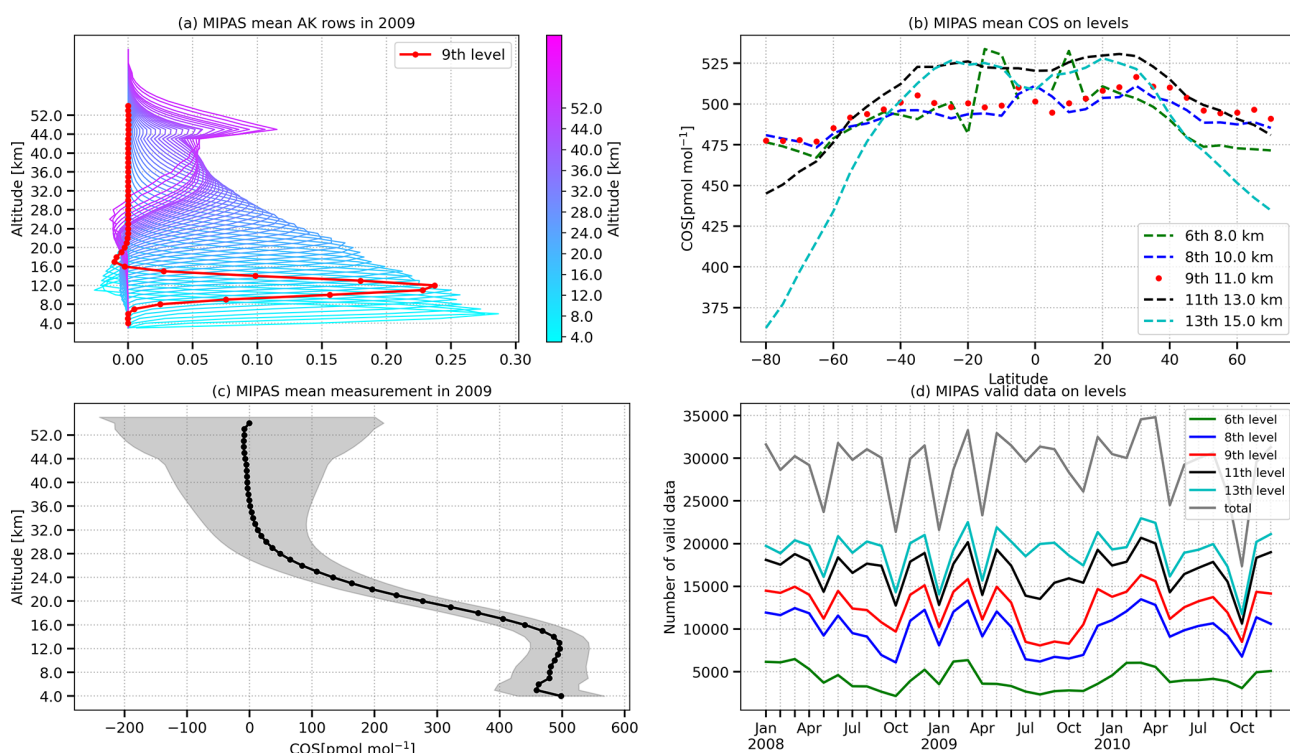 (a) MIPAS mean AK rows in 2009
9th level
Altitude [km]
52.0
48.0
44.0
40.0
36.0
32.0
28.0
24.0
20.0
16.0
12.0
8.0
4.0
0.00 0.05 0.10 0.15 0.20 0.25 0.30
52.0
44.0
40.0
36.0
28.0
24.0
20.0
16.0
12.0
8.0
4.0
Altitude [km]
(b) MIPAS mean COS on levels
COS[pmol mol⁻¹]
525
500
475
450
425
400
375
6th 8.0 km
8th 10.0 km
9th 11.0 km
11th 13.0 km
13th 15.0 km
−80 −60 −40 −20 0 20 40 60
Latitude
(c) MIPAS mean measurement in 2009
Altitude [km]
52.0
44.0
40.0
36.0
32.0
28.0
24.0
20.0
16.0
12.0
8.0
4.0
−200 −100 0 100 200 300 400 500 600
COS[pmol mol⁻¹]
(d) MIPAS valid data on levels
Number of valid data
35000
30000
25000
20000
15000
10000
5000
6th level
8th level
9th level
11th level
13th level
total
Jan Apr Jul Oct Jan Apr Jul Oct Jan Apr Jul Oct
2008 2009 2010